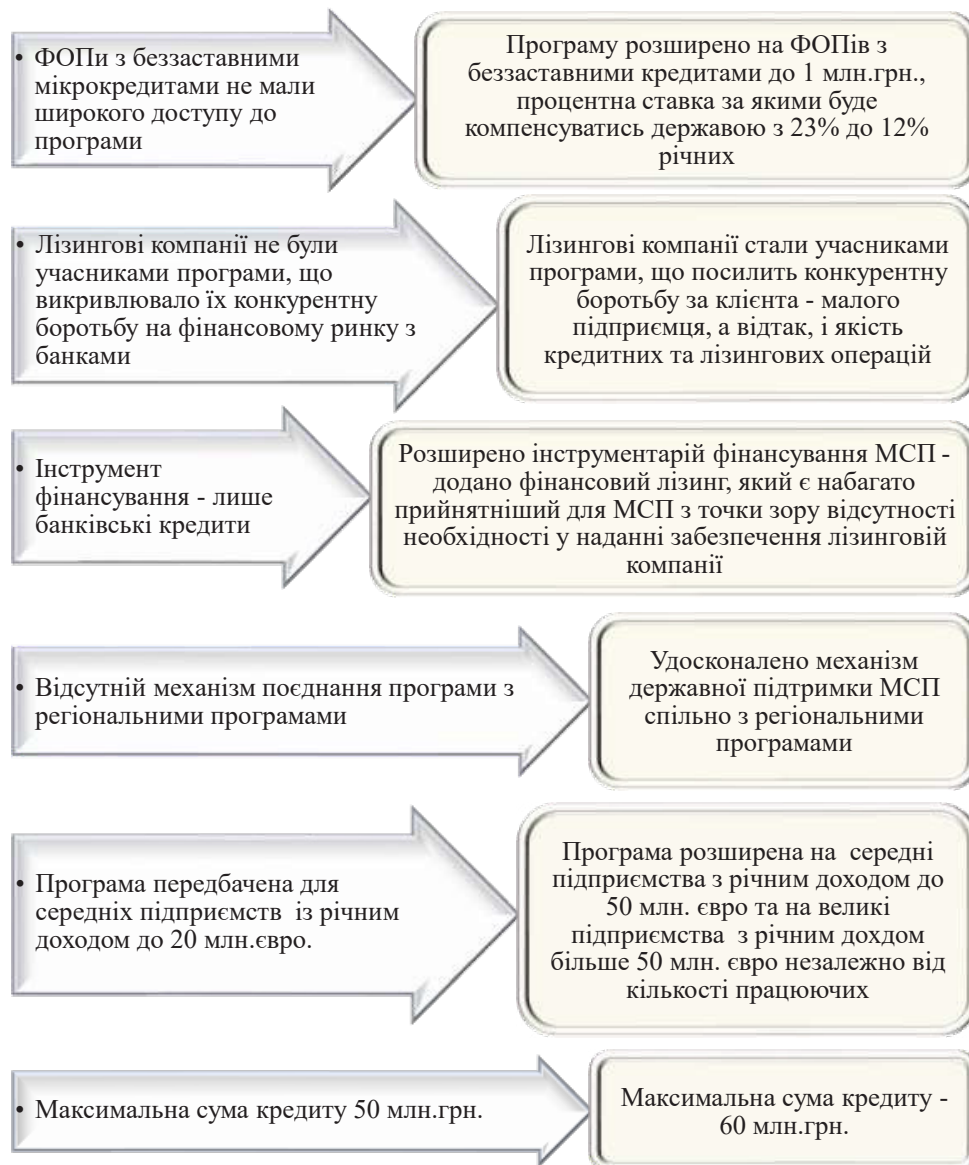 • ФОПи з беззаставними
мікрокредитами не мали
широкого доступу до
програми
Програму розширено на ФОПів з
беззаставними кредитами до 1 млн.грн.,
процентна ставка за якими буде
компенсуватись державою з 23% до 12%
річних
• Лізингові компанії не були
учасниками програми, що
викривлювало їх конкурентну
боротьбу на фінансовому ринку з
банками
Лізингові компанії стали учасниками
програми, що посилить конкурентну
боротьбу за клієнта - малого
підприємця, а відтак, і якість
кредитних та лізингових операцій
• Інструмент
фінансування - лише
банківські кредити
Розширено інструментарій фінансування МСП -
додано фінансовий лізинг, який є набагато
прийнятніший для МСП з точки зору відсутності
необхідності у наданні забезпечення лізинговій
компанії
• Відсутній механізм поєднання програми з
регіональними програмами
Удосконалено механізм
державної підтримки МСП
спільно з регіональними
програмами
• Програма передбачена для
середніх підприємств із річним
доходом до 20 млн.євро.
Програма розширена на середні
підприємства з річним доходом до
50 млн. євро та на великі
підприємства з річним дохдом
більше 50 млн. євро незалежно від
кількості працюючих
• Максимальна сума кредиту 50 млн.грн.
Максимальна сума кредиту -
60 млн.грн.